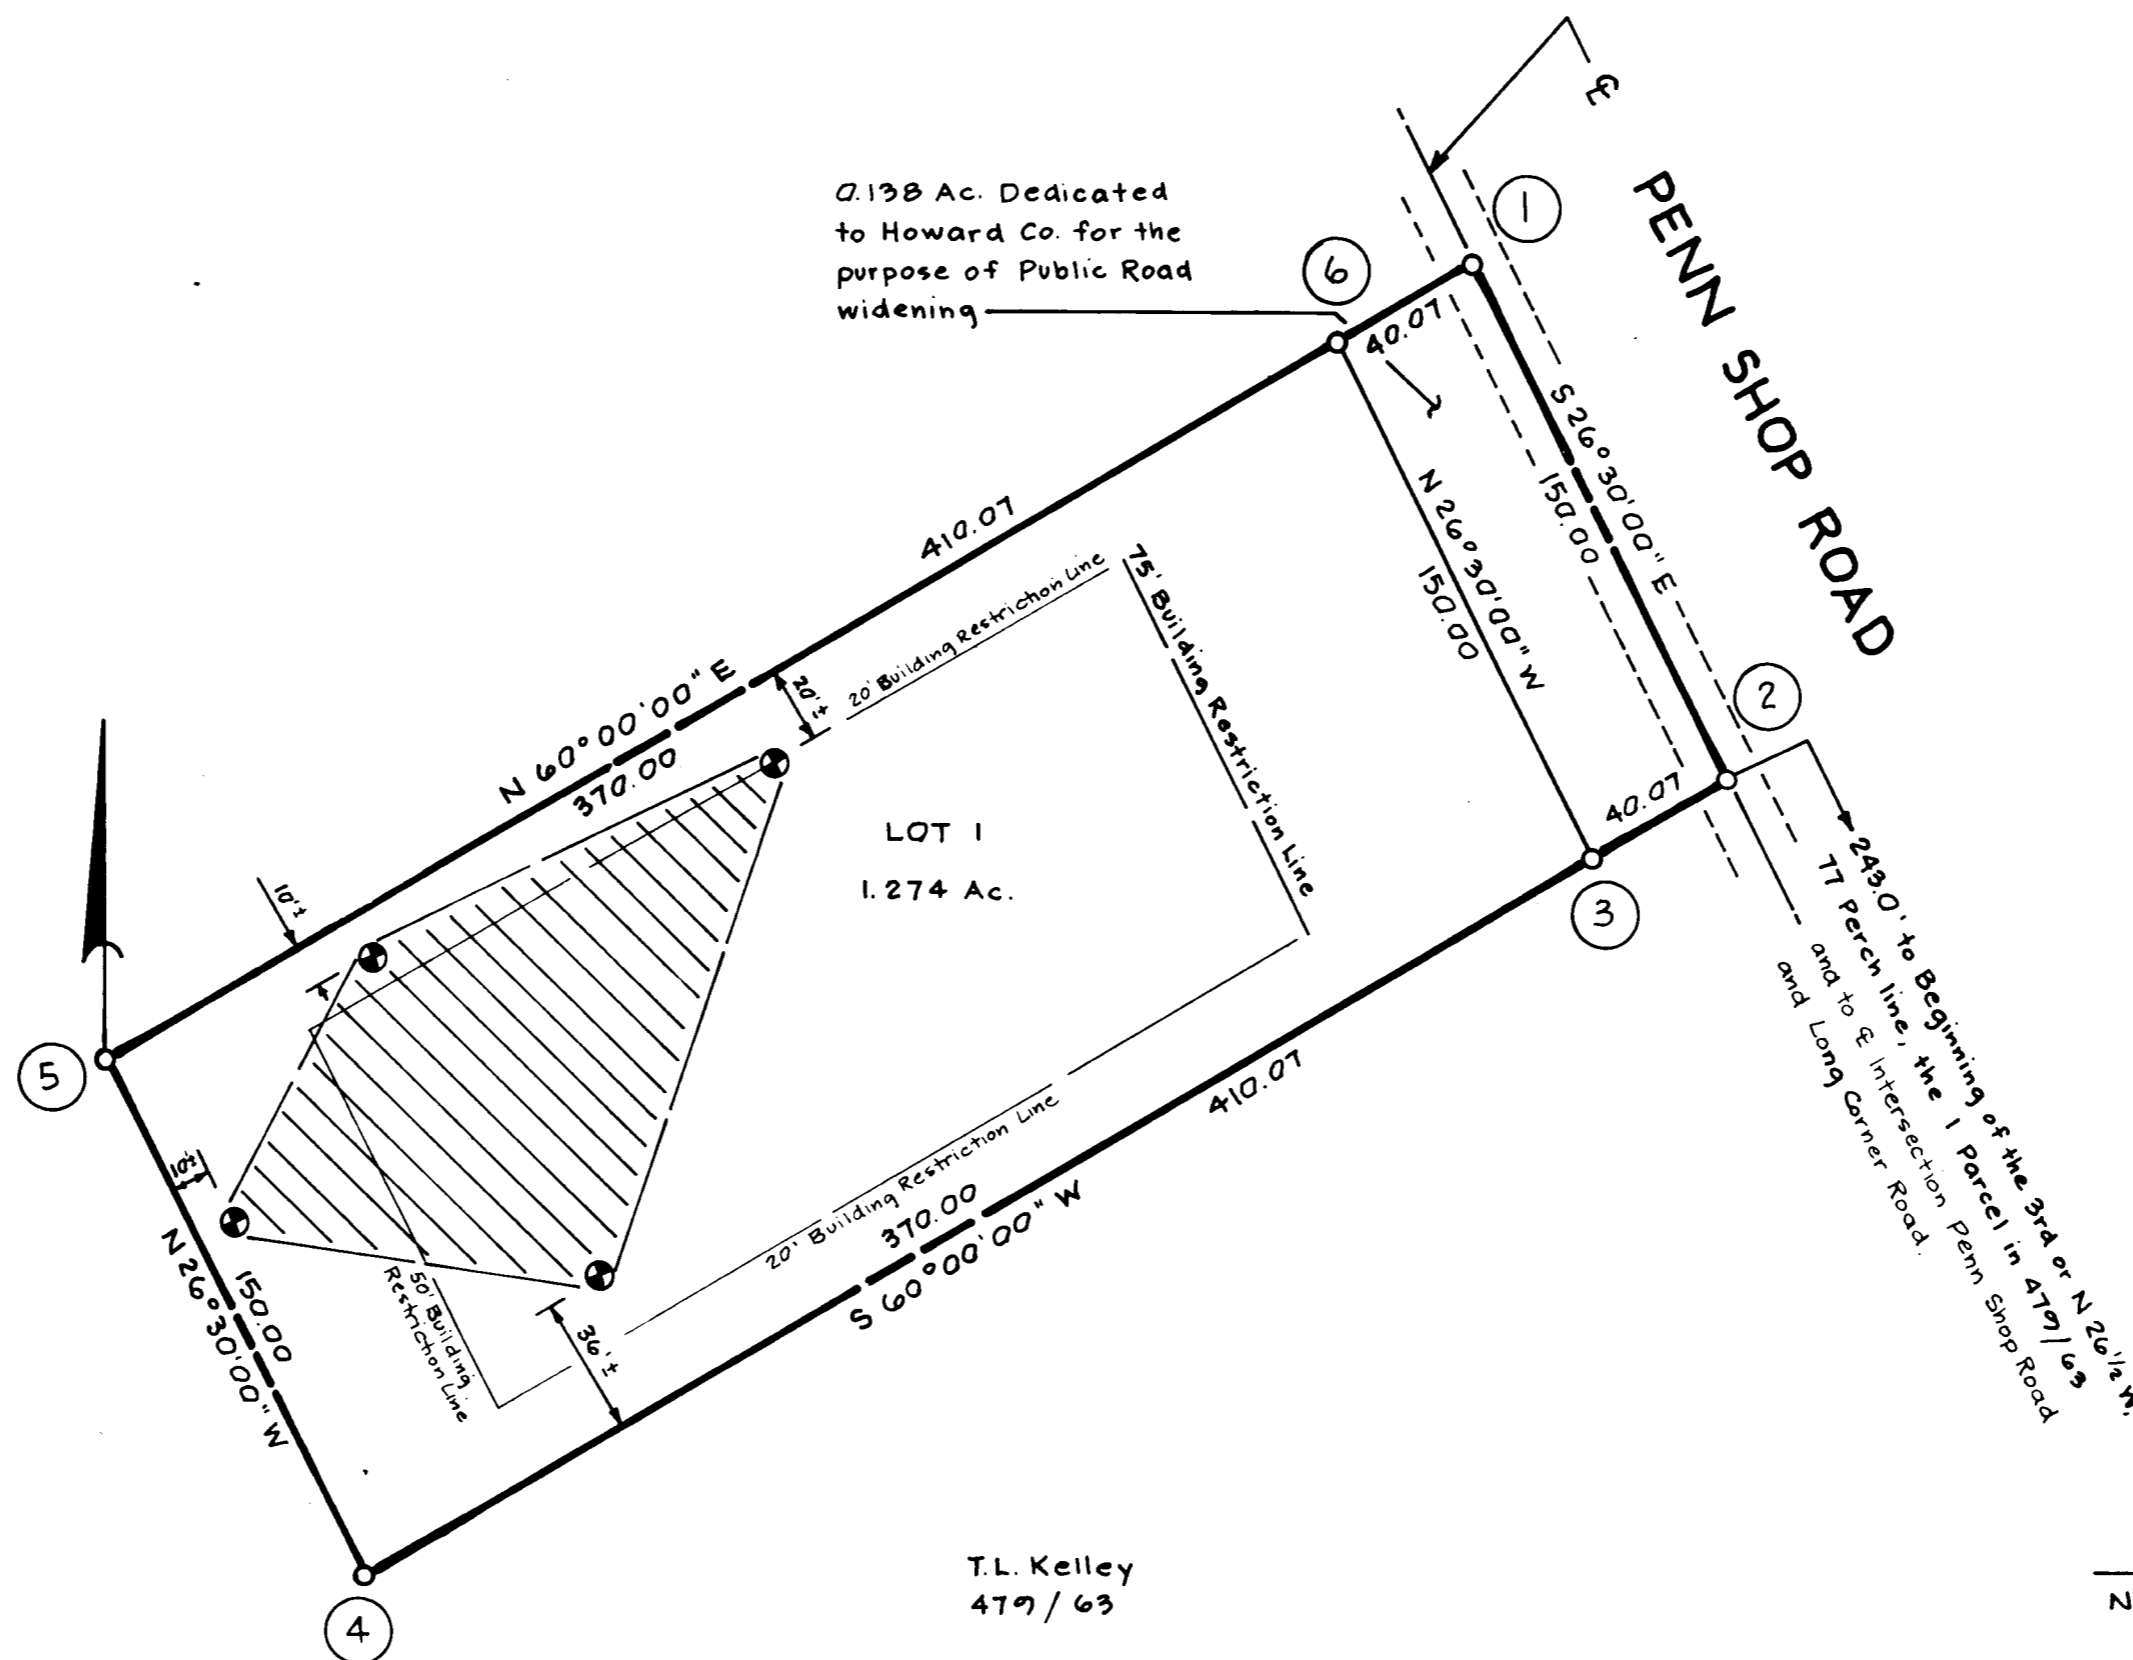 ℄
PENN SHOP ROAD
0.138 Ac. Dedicated
to Howard Co. for the
purpose of Public Road
widening
1
6
40.07
S 26°30'00" E
150.00
N 26°30'00" W
150.00
410.07
20' Building Restriction Line
75' Building Restriction Line
N 60°00'00" E
370.00
20'±
2
40.07
3
LOT 1
1.274 Ac.
243.0' to Beginning of the 3rd or N 26 1/2 W,
77 Perch line, the 1 Parcel in 479/63
and to ℄ Intersection Penn Shop Road
and Long Corner Road.
10'±
5
10'±
410.07
20' Building Restriction Line
370.00
S 60°00'00" W
150.00
N 26°30'00" W
50' Building
Restriction Line
36'±
4
T.L. Kelley
479/63
N